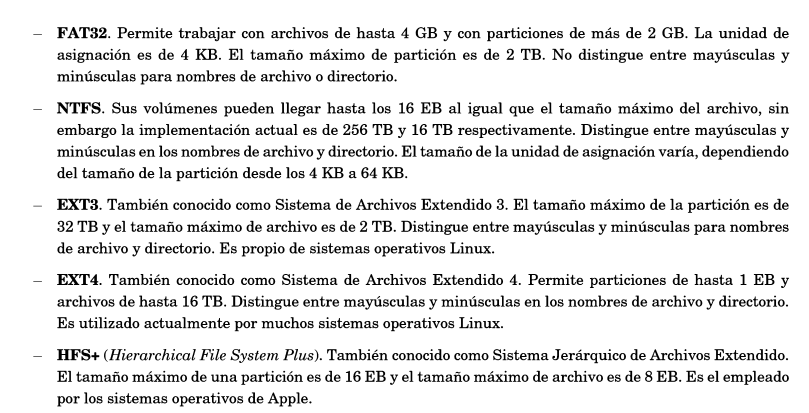 – FAT32. Permite trabajar con archivos de hasta 4 GB y con particiones de más de 2 GB. La unidad de
asignación es de 4 KB. El tamaño máximo de partición es de 2 TB. No distingue entre mayúsculas y
minúsculas para nombres de archivo o directorio.
– NTFS. Sus volúmenes pueden llegar hasta los 16 EB al igual que el tamaño máximo del archivo, sin
embargo la implementación actual es de 256 TB y 16 TB respectivamente. Distingue entre mayúsculas y
minúsculas en los nombres de archivo y directorio. El tamaño de la unidad de asignación varía, dependiendo
del tamaño de la partición desde los 4 KB a 64 KB.
– EXT3. También conocido como Sistema de Archivos Extendido 3. El tamaño máximo de la partición es de
32 TB y el tamaño máximo de archivo es de 2 TB. Distingue entre mayúsculas y minúsculas para nombres
de archivo y directorio. Es propio de sistemas operativos Linux.
– EXT4. También conocido como Sistema de Archivos Extendido 4. Permite particiones de hasta 1 EB y
archivos de hasta 16 TB. Distingue entre mayúsculas y minúsculas en los nombres de archivo y directorio.
Es utilizado actualmente por muchos sistemas operativos Linux.
– HFS+ (Hierarchical File System Plus). También conocido como Sistema Jerárquico de Archivos Extendido.
El tamaño máximo de una partición es de 16 EB y el tamaño máximo de archivo es de 8 EB. Es el empleado
por los sistemas operativos de Apple.